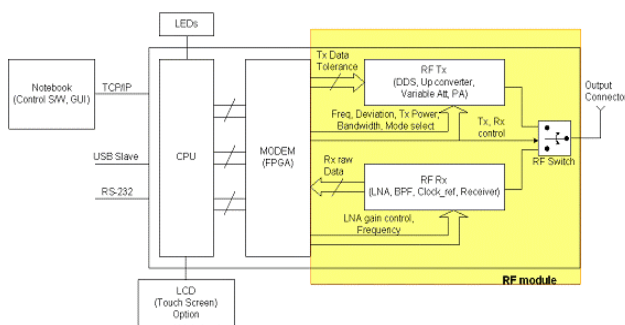 LEDs
Notebook
(Control S/W, GUI)
TCP/IP
USB Slave
RS-232
CPU
MODEM
(FPGA)
Tx Data
Tolerance
RF Tx
(DDS, Up converter,
Variable Att, PA)
Freq, Deviation, Tx Power,
Bandwidth, Mode select
Tx, Rx
control
Output
Connector
RF Switch
Rx raw
Data
RF Rx
(LNA, BPF, Clock_ref, Receiver)
LNA gain control,
Frequency
RF module
LCD
(Touch Screen)
Option